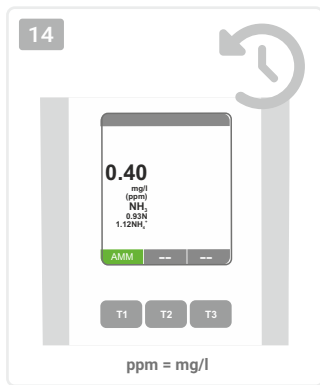 14
0.40
mg/l
(ppm)
NH₃
0.93N
1.12NH₄⁺
AMM -- --
T1 T2 T3
ppm = mg/l